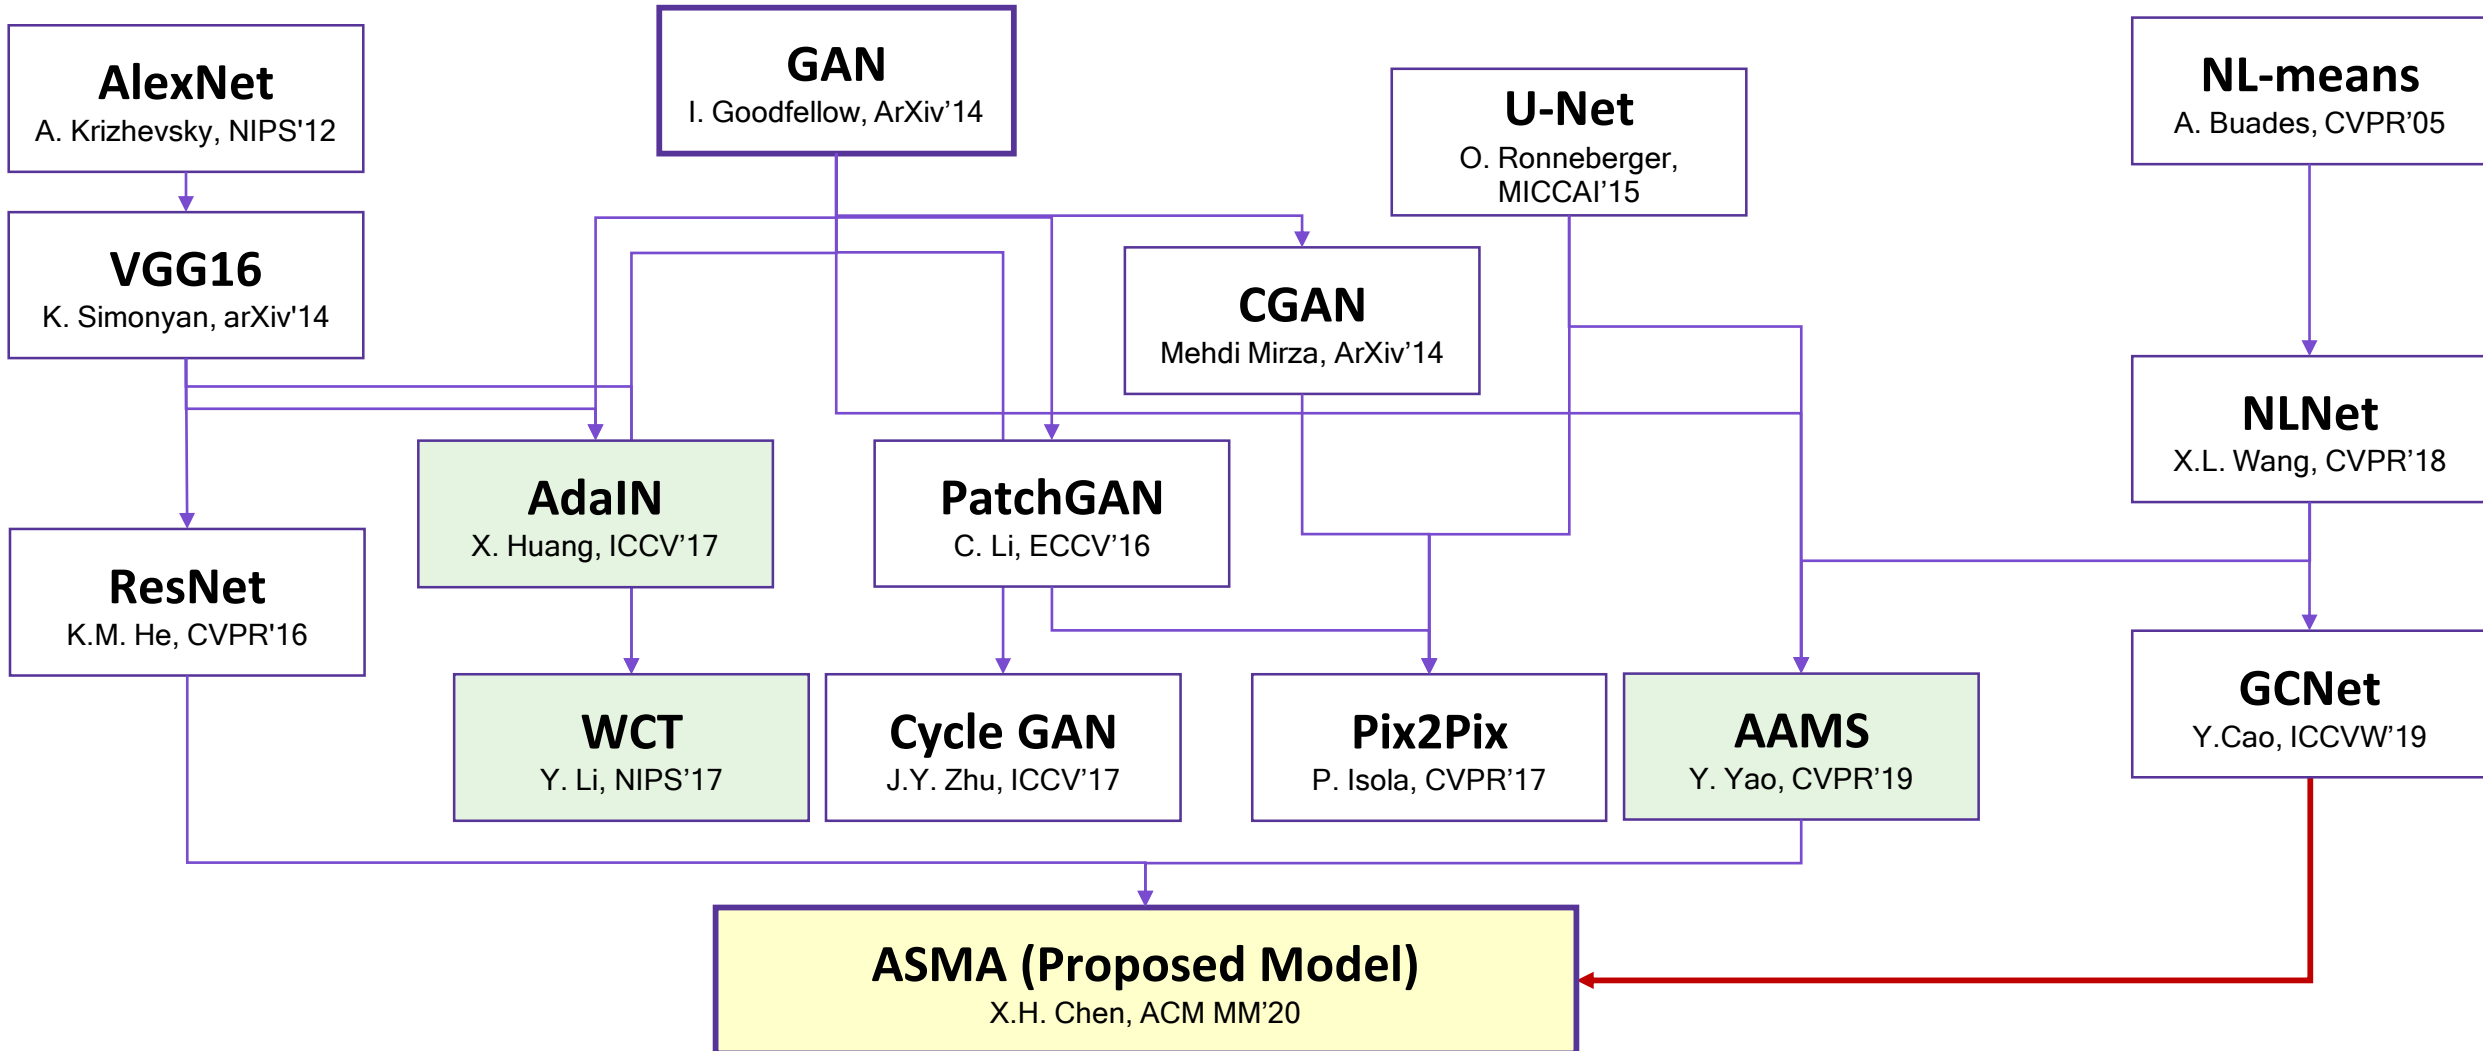 AlexNet
A. Krizhevsky, NIPS'12
GAN
I. Goodfellow, ArXiv’14
U-Net
O. Ronneberger,
MICCAI’15
NL-means
A. Buades, CVPR’05
VGG16
K. Simonyan, arXiv'14
CGAN
Mehdi Mirza, ArXiv’14
NLNet
X.L. Wang, CVPR’18
AdaIN
X. Huang, ICCV’17
PatchGAN
C. Li, ECCV’16
ResNet
K.M. He, CVPR'16
WCT
Y. Li, NIPS’17
Cycle GAN
J.Y. Zhu, ICCV’17
Pix2Pix
P. Isola, CVPR’17
AAMS
Y. Yao, CVPR’19
GCNet
Y.Cao, ICCVW’19
ASMA (Proposed Model)
X.H. Chen, ACM MM’20